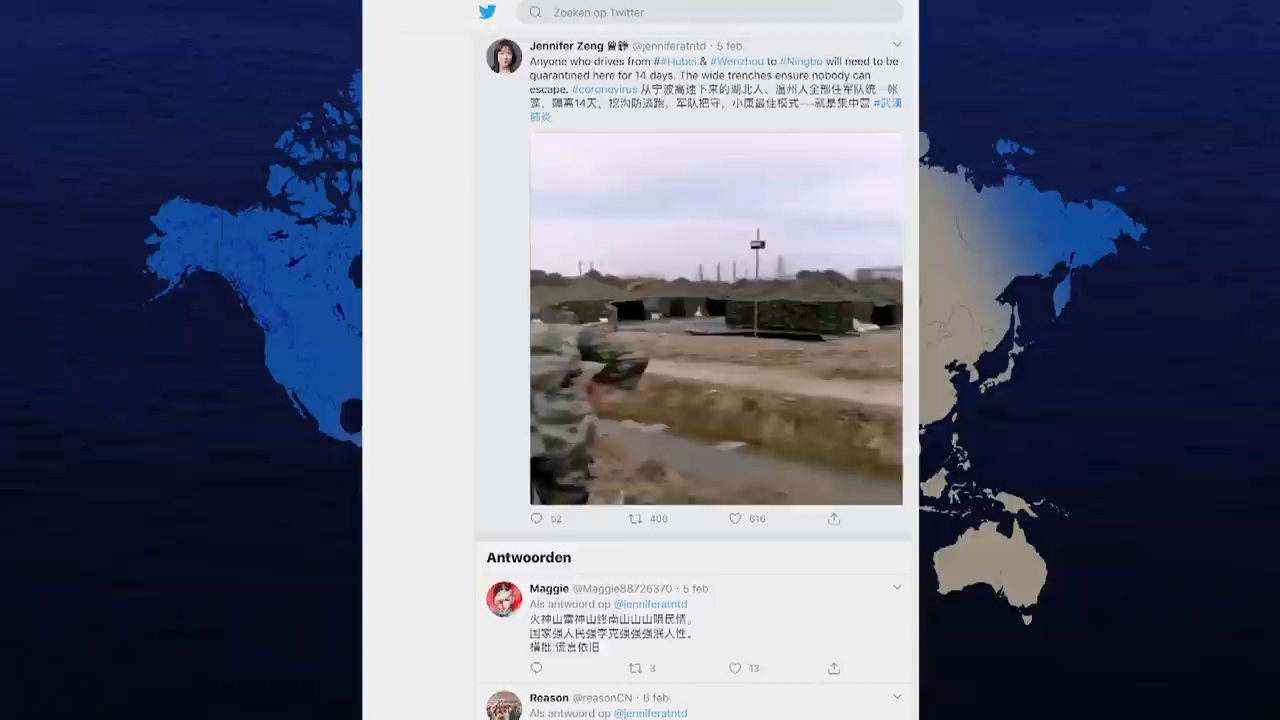 Zoeken op Twitter
Jennifer Zeng 曾錚 @jenniferatntd · 5 feb.
Anyone who drives from ##Hubei & #Wenzhou to #Ningbo will need to be
quarantined here for 14 days. The wide trenches ensure nobody can
escape. #coronovirus 从宁波高速下来的湖北人、温州人全部住军队统一帐
篷，隔离14天，挖沟防逃跑，军队把守，小康最佳模式---就是集中营 #武漢
肺炎
52 408 616
Antwoorden
Maggie @Maggie88726370 · 5 feb.
Als antwoord op @jenniferatntd
火神山雷神山终南山山山阴民情。
国家强人民强李克强强强泯人性。
横批:谎言依旧
3 13
Reason @reasonCN · 6 feb.
Als antwoord op @jenniferatntd